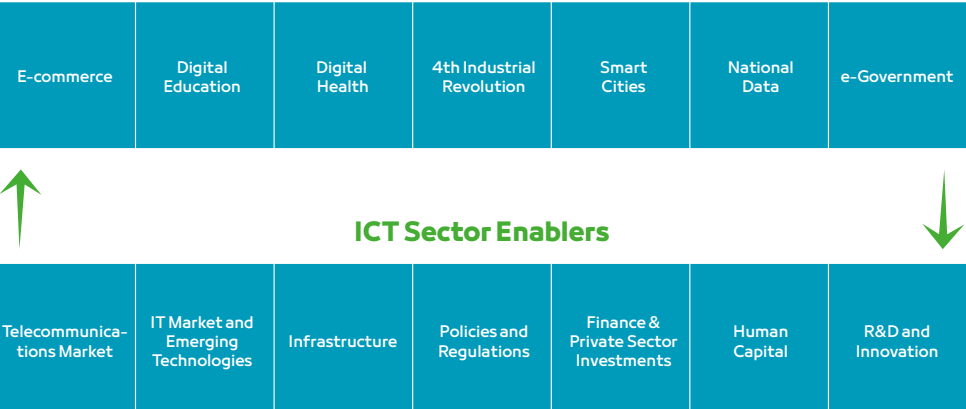 E-commerce
Digital
Education
Digital
Health
4th Industrial
Revolution
Smart
Cities
National
Data
e-Government
ICT Sector Enablers
Telecommunica-
tions Market
IT Market and
Emerging
Technologies
Infrastructure
Policies and
Regulations
Finance &
Private Sector
Investments
Human
Capital
R&D and
Innovation